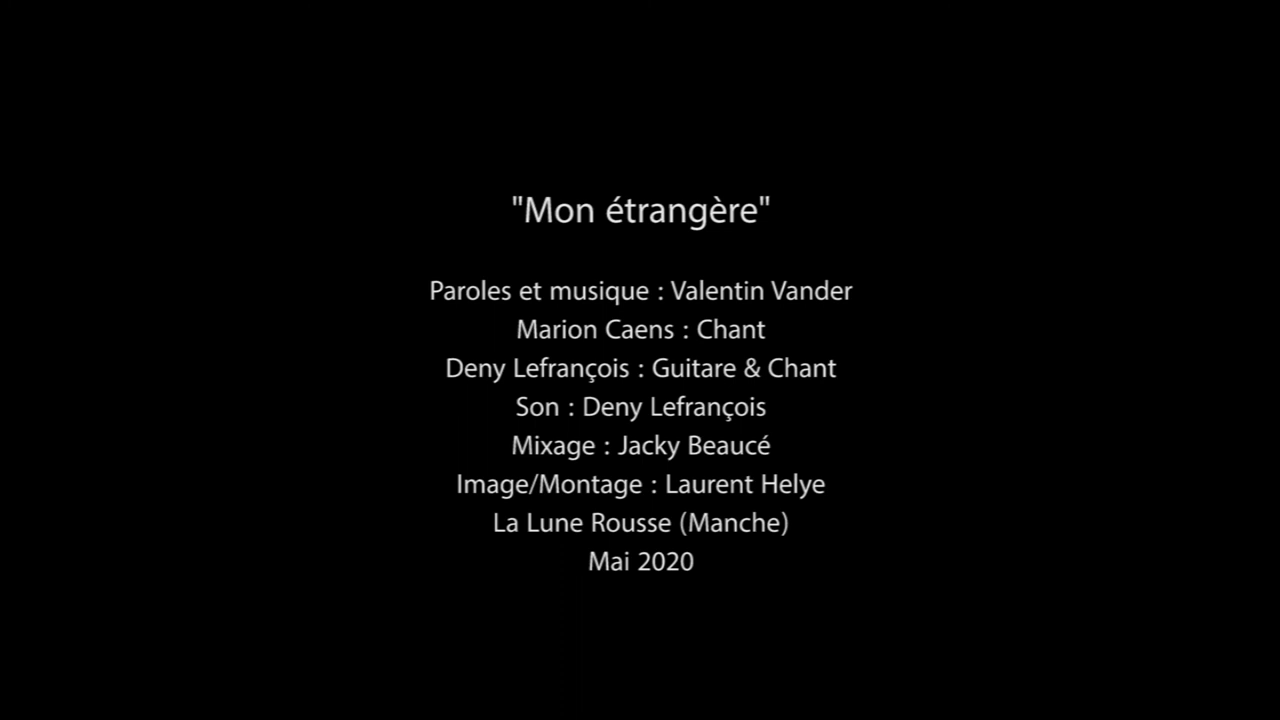 "Mon étrangère"
Paroles et musique : Valentin Vander
Marion Caens : Chant
Deny Lefrançois : Guitare & Chant
Son : Deny Lefrançois
Mixage : Jacky Beaucé
Image/Montage : Laurent Helye
La Lune Rousse (Manche)
Mai 2020